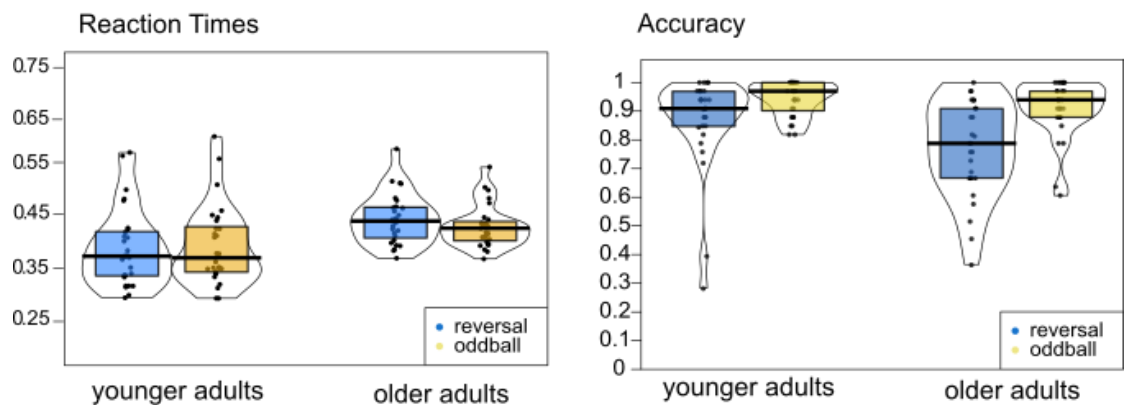 Reaction Times
0.75
0.65
0.55
0.45
0.35
0.25
reversal
oddball
younger adults
older adults
Accuracy
1
0.9
0.8
0.7
0.6
0.5
0.4
0.3
0.2
0.1
0
reversal
oddball
younger adults
older adults